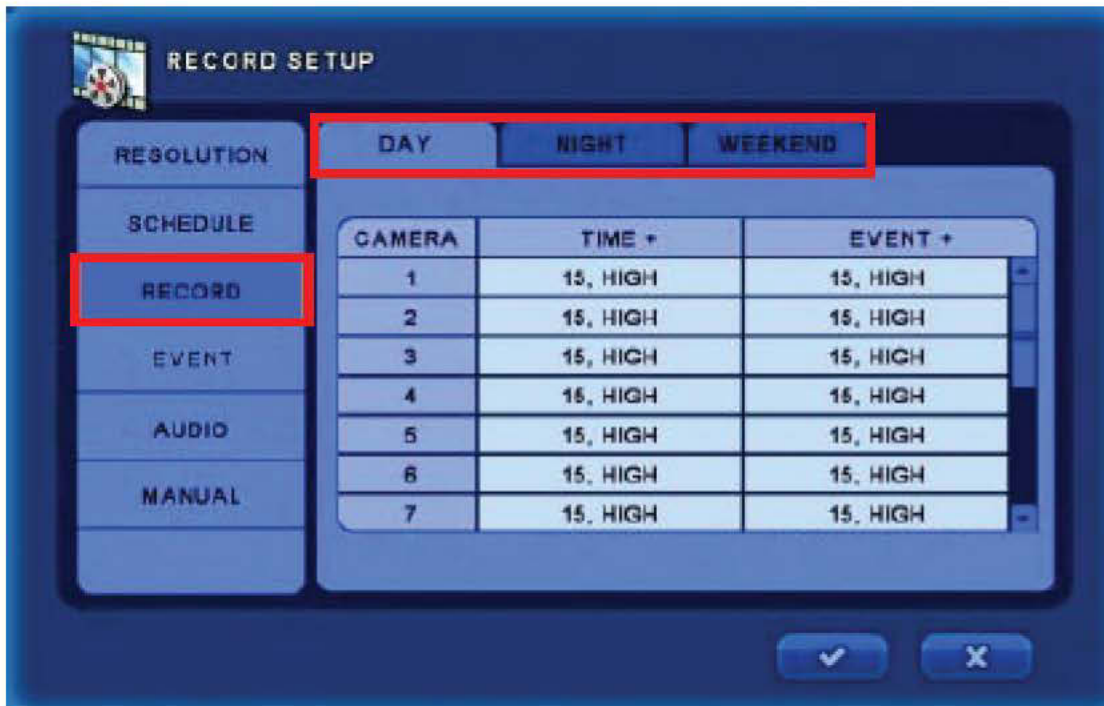 RECORD SETUP
RESOLUTION
SCHEDULE
RECORD
EVENT
AUDIO
MANUAL
DAY NIGHT WEEKEND
CAMERA TIME + EVENT +
1 15, HIGH 15, HIGH
2 15, HIGH 15, HIGH
3 15, HIGH 15, HIGH
4 15, HIGH 15, HIGH
5 15, HIGH 15, HIGH
6 15, HIGH 15, HIGH
7 15, HIGH 15, HIGH